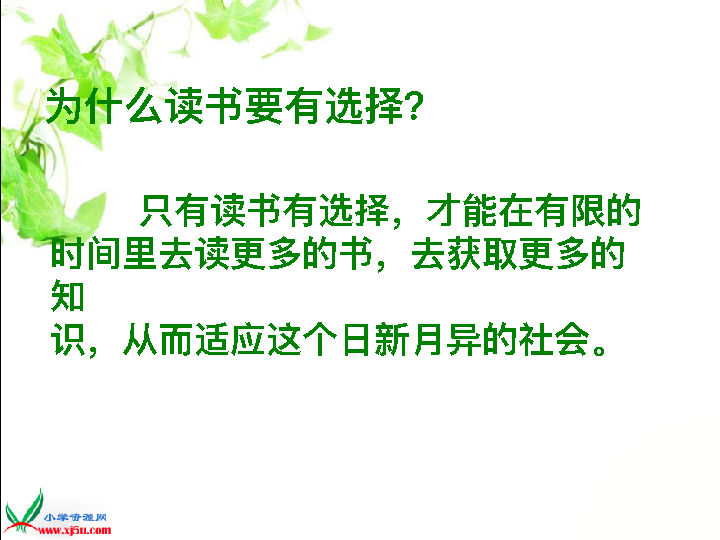 为什么读书要有选择?
只有读书有选择，才能在有限的
时间里去读更多的书，去获取更多的
知
识，从而适应这个日新月异的社会。
小学资源网
www.xj5u.com